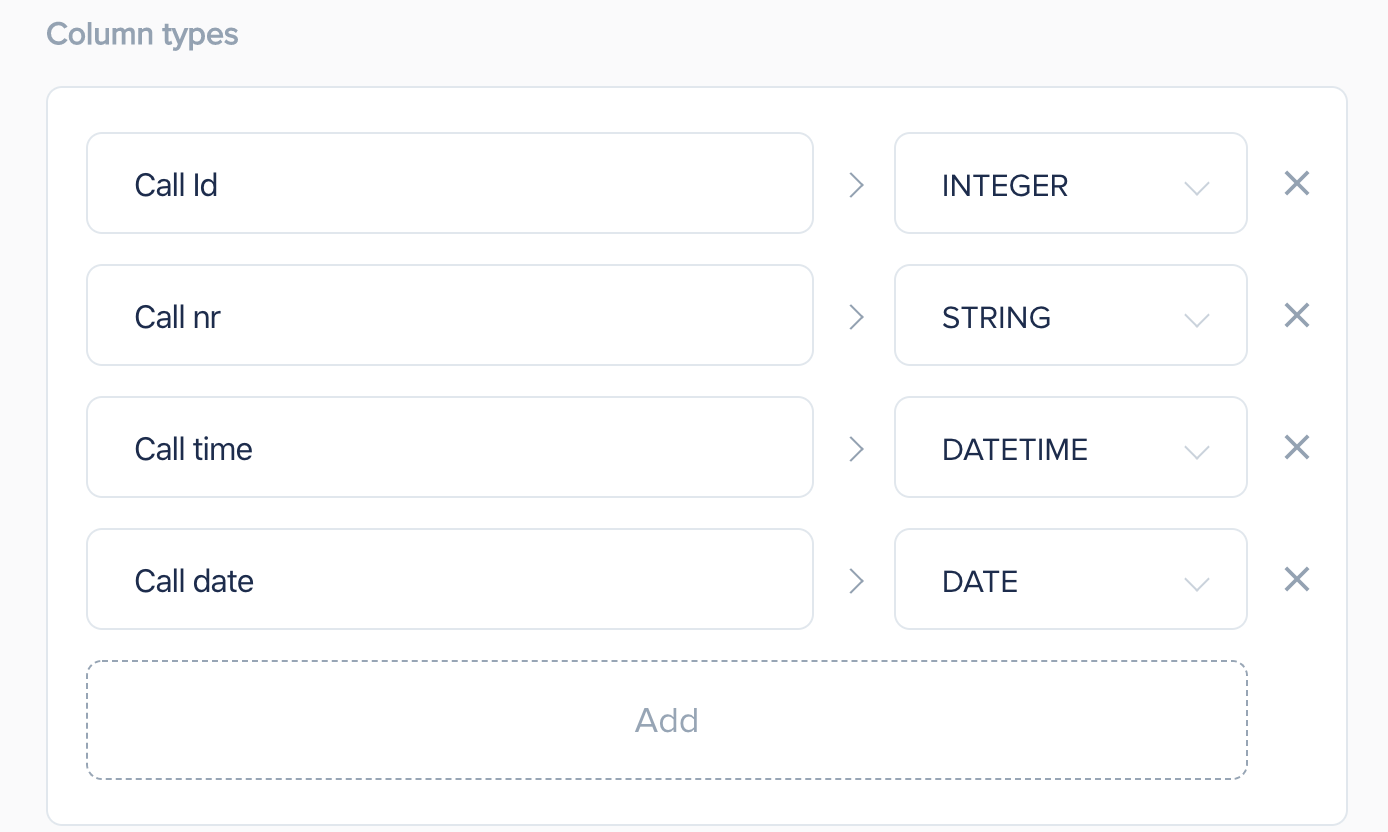 Column types
Call Id
INTEGER
Call nr
STRING
Call time
DATETIME
Call date
DATE
Add